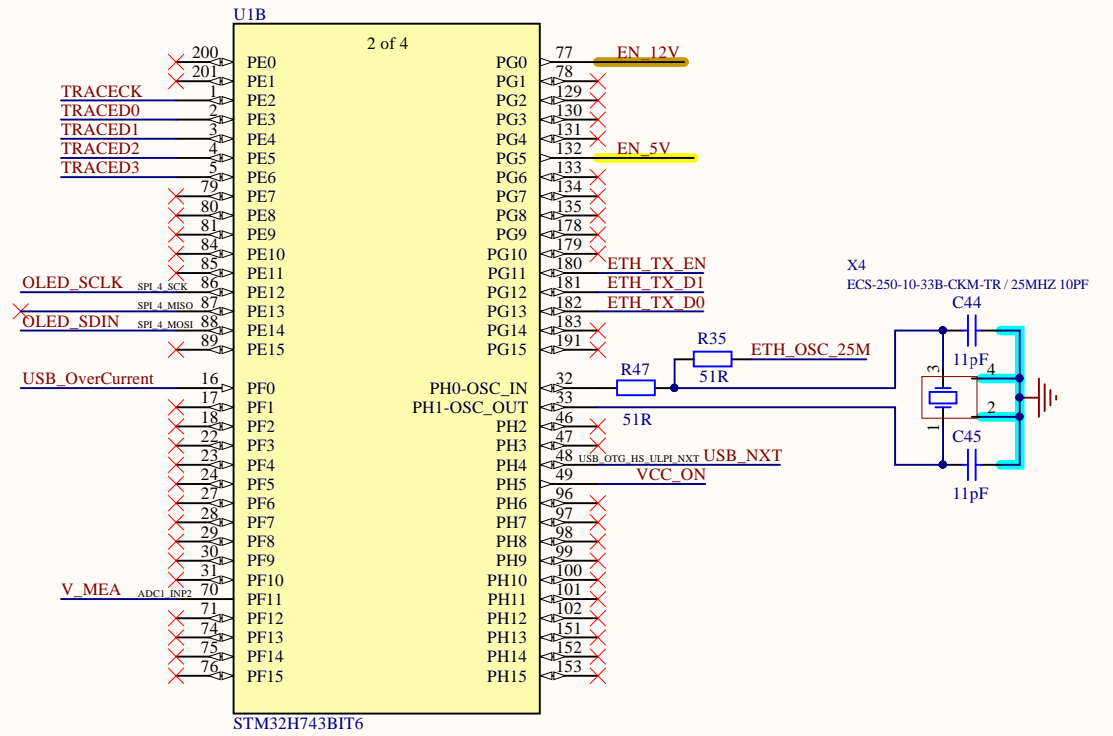 U1B
2 of 4
200 PE0 PG0 77 EN_12V
201 PE1 PG1 78
TRACECK 1 PE2 PG2 129
TRACED0 2 PE3 PG3 130
TRACED1 3 PE4 PG4 131
TRACED2 4 PE5 PG5 132 EN_5V
TRACED3 5 PE6 PG6 133
79 PE7 PG7 134
80 PE8 PG8 135
81 PE9 PG9 178
84 PE10 PG10 179
85 PE11 PG11 180 ETH_TX_EN
OLED_SCLK SPI_4_SCK 86 PE12 PG12 181 ETH_TX_D1
SPI_4_MISO 87 PE13 PG13 182 ETH_TX_D0
OLED_SDIN SPI_4_MOSI 88 PE14 PG14 183
89 PE15 PG15 191
USB_OverCurrent 16 PF0 PH0-OSC_IN 32
17 PF1 PH1-OSC_OUT 33
18 PF2 PH2 46
22 PF3 PH3 47
23 PF4 PH4 48 USB_OTG_HS_ULPI_NXT USB_NXT
24 PF5 PH5 49 VCC_ON
27 PF6 PH6 96
28 PF7 PH7 97
29 PF8 PH8 98
30 PF9 PH9 99
31 PF10 PH10 100
V_MEA ADC1_INP2 70 PF11 PH11 101
71 PF12 PH12 102
74 PF13 PH13 151
75 PF14 PH14 152
76 PF15 PH15 153
STM32H743BIT6
R47
51R
R35
51R
ETH_OSC_25M
X4
ECS-250-10-33B-CKM-TR / 25MHZ 10PF
C44
11pF
3
4
1
2
C45
11pF